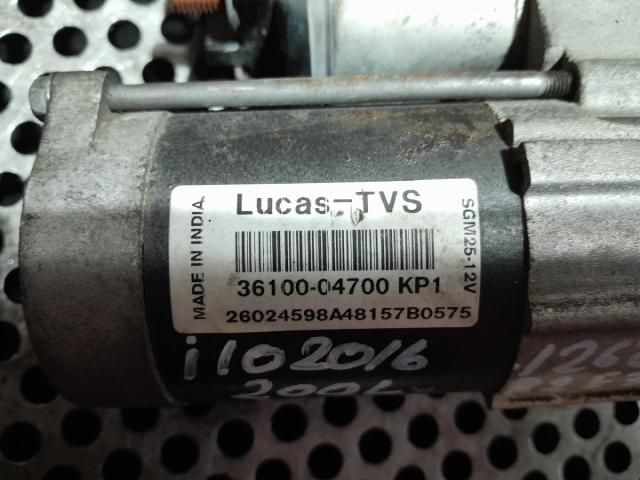 Lucas-TVS
MADE IN INDIA
SGM25-12V
36100-04700 KP1
26024598A48157B0575
i10 2016